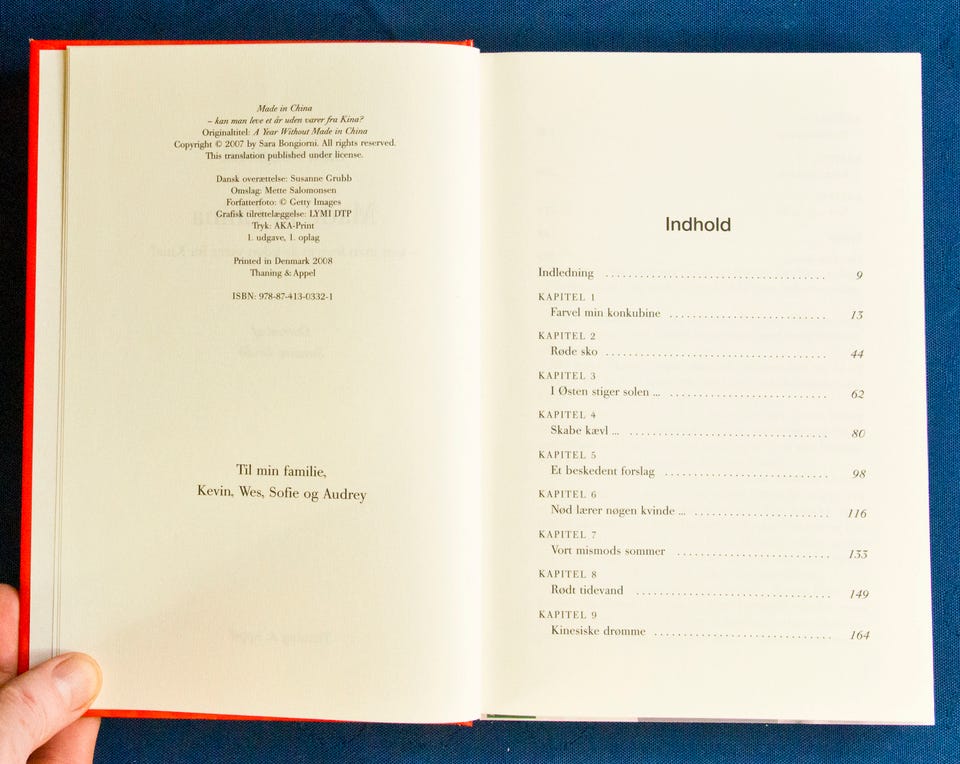 Made in China
– kan man leve et år uden varer fra Kina?
Originaltitel: A Year Without Made in China
Copyright © 2007 by Sara Bongiorni. All rights reserved.
This translation published under license.
Dansk overættelse: Susanne Grubb
Omslag: Mette Salomonsen
Forfatterfoto: © Getty Images
Grafisk tilrettelæggelse: LYMI DTP
Tryk: AKA-Print
1. udgave, 1. oplag
Printed in Denmark 2008
Thaning & Appel
ISBN: 978-87-413-0332-1
Til min familie,
Kevin, Wes, Sofie og Audrey
Indhold
Indledning .......................... 9
KAPITEL 1
Farvel min konkubine .......................... 13
KAPITEL 2
Røde sko .......................... 44
KAPITEL 3
I Østen stiger solen ... .......................... 62
KAPITEL 4
Skabe kævl ... .......................... 80
KAPITEL 5
Et beskedent forslag .......................... 98
KAPITEL 6
Nød lærer nøgen kvinde ... .......................... 116
KAPITEL 7
Vort mismods sommer .......................... 133
KAPITEL 8
Rødt tidevand .......................... 149
KAPITEL 9
Kinesiske drømme .......................... 164